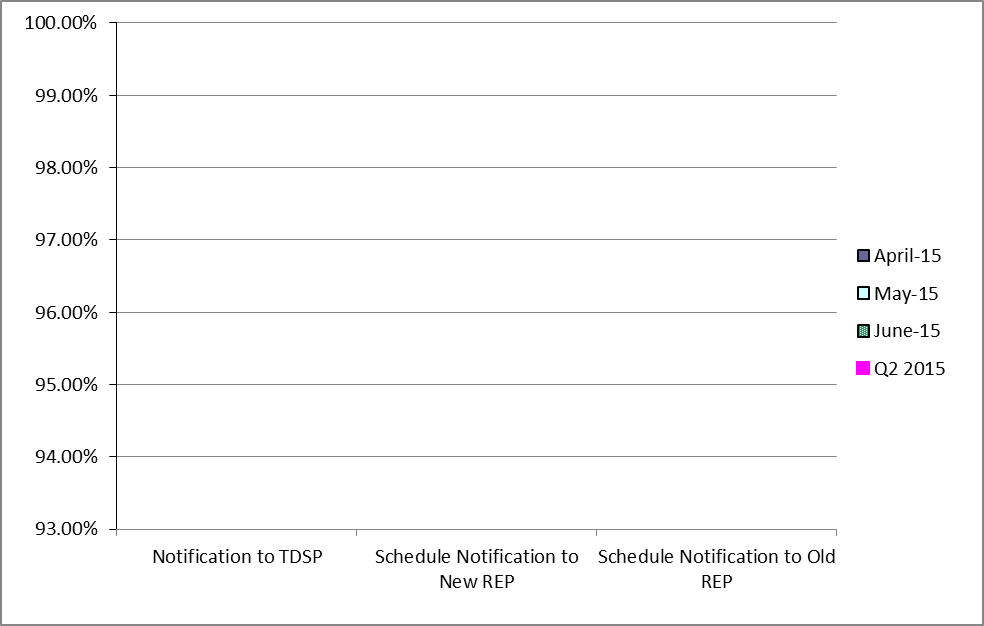 100.00%
99.00%
98.00%
97.00%
96.00%
95.00%
94.00%
93.00%
Notification to TDSP
Schedule Notification to
New REP
Schedule Notification to Old
REP
April-15
May-15
June-15
Q2 2015